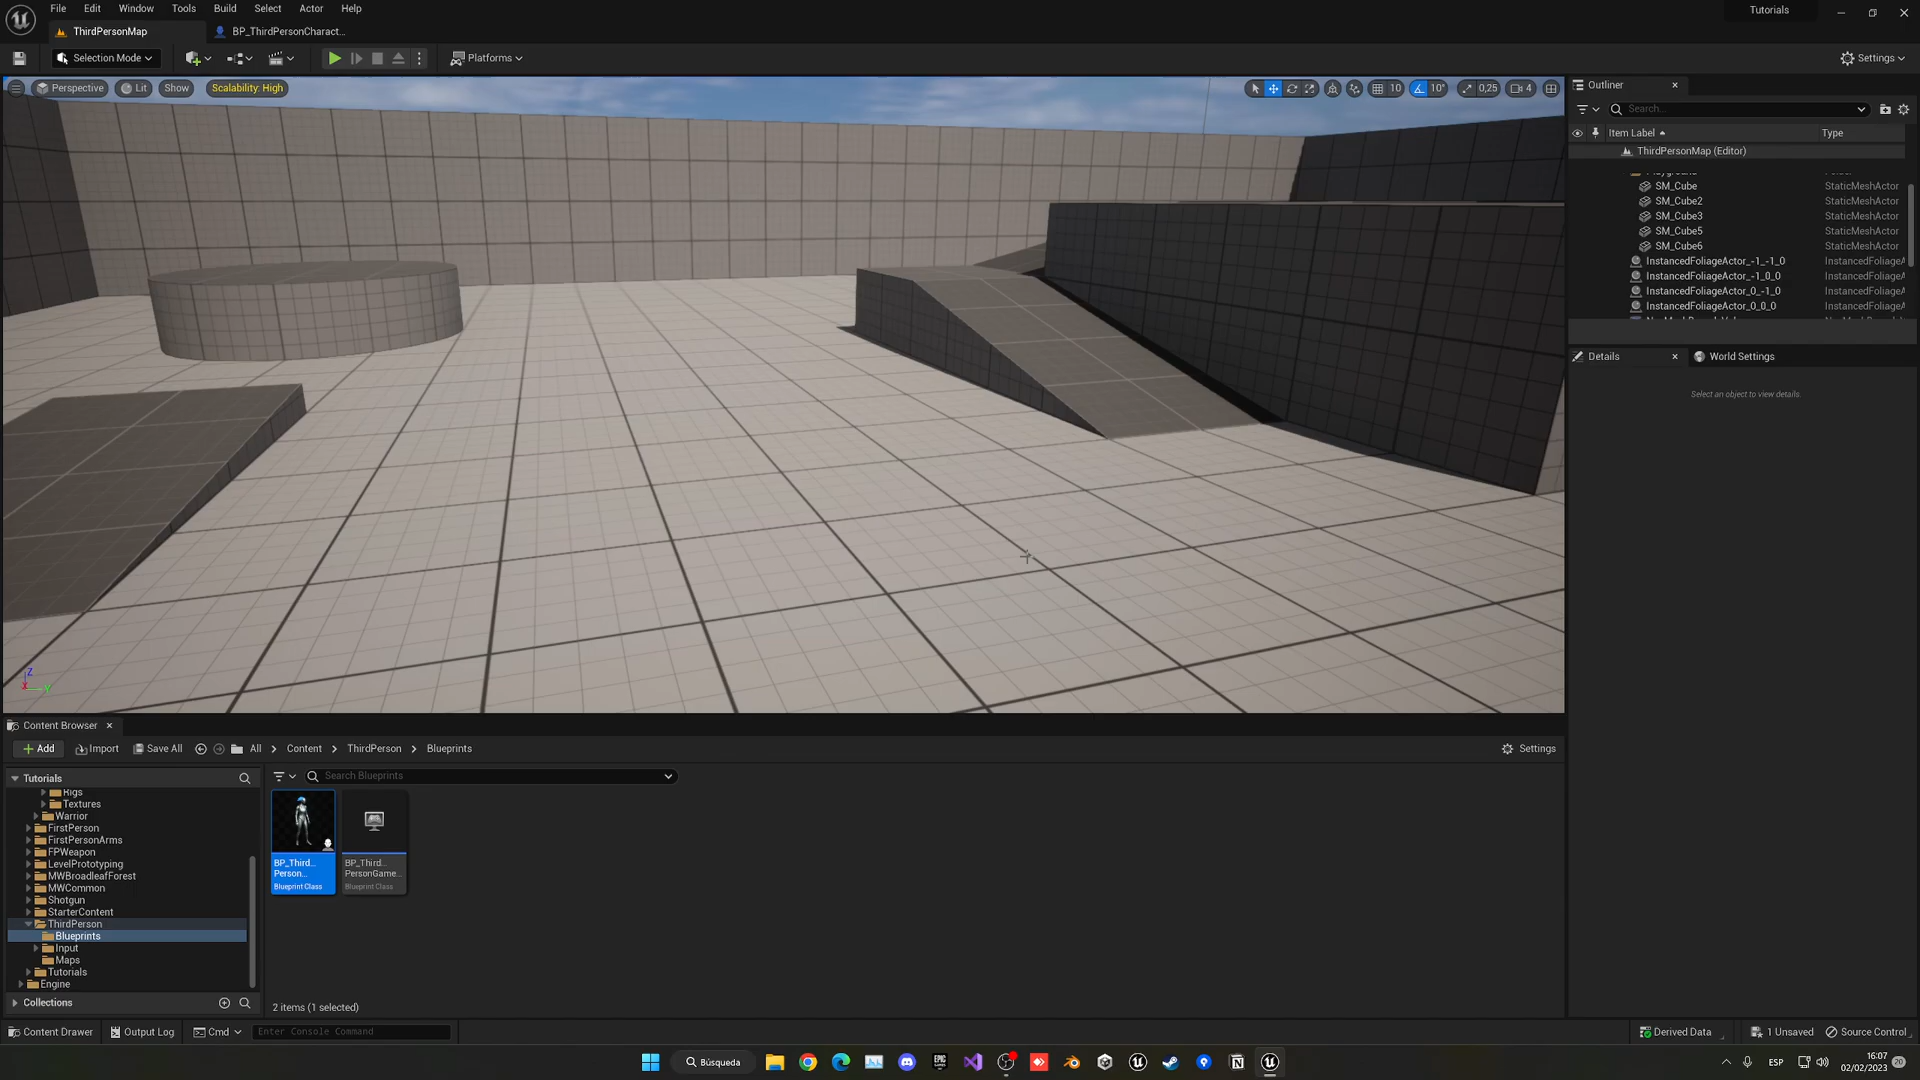 File Edit Window Tools Build Select Actor Help
Tutorials
ThirdPersonMap
BP_ThirdPersonCharact...
Selection Mode
Platforms
Settings
Perspective
Lit
Show
Scalability: High
10
10°
0,25
4
Outliner
Search...
Item Label
Type
ThirdPersonMap (Editor)
SM_Cube StaticMeshActor
SM_Cube2 StaticMeshActor
SM_Cube3 StaticMeshActor
SM_Cube5 StaticMeshActor
SM_Cube6 StaticMeshActor
InstancedFoliageActor_-1_-1_0 InstancedFoliageA
InstancedFoliageActor_-1_0_0 InstancedFoliageA
InstancedFoliageActor_0_-1_0 InstancedFoliageA
InstancedFoliageActor_0_0_0 InstancedFoliageA
Details
World Settings
Select an object to view details.
Z
X
Y
Content Browser
Add
Import
Save All
All
Content
ThirdPerson
Blueprints
Settings
Tutorials
Search Blueprints
Rigs
Textures
Warrior
FirstPerson
FirstPersonArms
FPWeapon
LevelPrototyping
MWBroadleafForest
MWCommon
Shotgun
StarterContent
ThirdPerson
Blueprints
Input
Maps
Tutorials
Engine
Collections
BP_Third...
Person...
Blueprint Class
BP_Third...
PersonGame...
Blueprint Class
2 items (1 selected)
Content Drawer
Output Log
Cmd
Enter Console Command
Derived Data
1 Unsaved
Source Control
Búsqueda
EPIC
ESP
16:07
02/02/2023
20